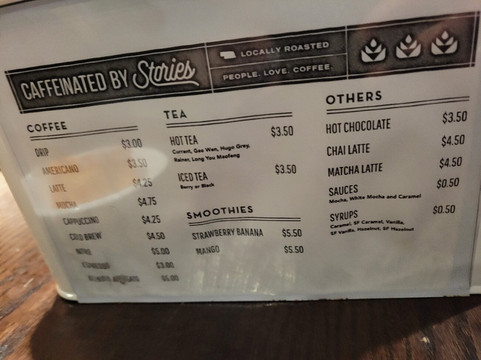 CAFFEINATED BY Stories
LOCALLY ROASTED
PEOPLE. LOVE. COFFEE.
COFFEE
DRIP $3.00
AMERICANO $3.50
LATTE $4.25
MOCHA $4.75
CAPPUCCINO $4.25
COLD BREW $4.50
NITRO $5.00
ESPRESSO $3.00
TEA
HOT TEA $3.50
Currant, Ges Wan, Hugo Grey,
Rainer, Long You Maofeng
ICED TEA $3.50
Berry or Black
SMOOTHIES
STRAWBERRY BANANA $5.50
MANGO $5.50
OTHERS
HOT CHOCOLATE $3.50
CHAI LATTE $4.50
MATCHA LATTE $4.50
SAUCES $0.50
Mocha, White Mocha and Caramel
SYRUPS $0.50
Caramel, SF Caramel, Vanilla,
SF Vanilla, Hazelnut, SF Hazelnut